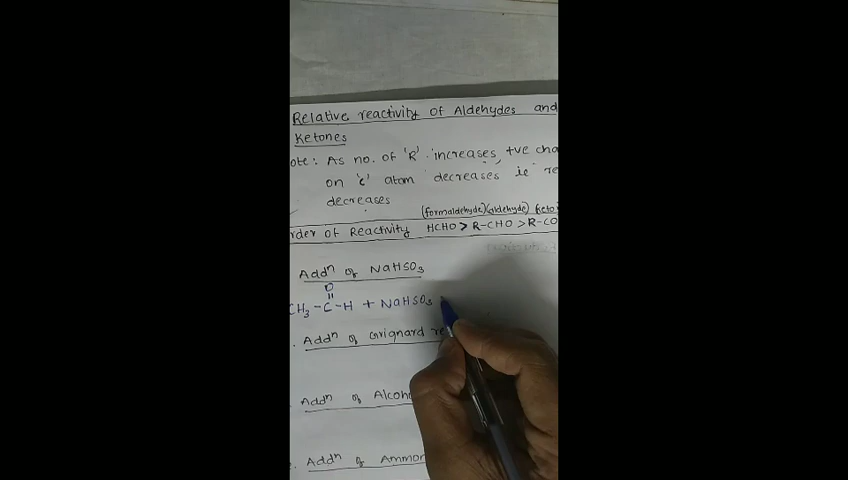 Relative reactivity of Aldehydes and
Ketones
ote: As no. of 'R' increases, +ve cha
on 'c' atom decreases ie re
decreases
(formaldehyde) (aldehyde) keto
rder of Reactivity HCHO > R-CHO > R-CO
Addⁿ of NaHSO₃
O
||
CH₃-C-H + NaHSO₃
. Addⁿ of Grignard re
. Addⁿ of Alcoho
. Addⁿ of Ammon